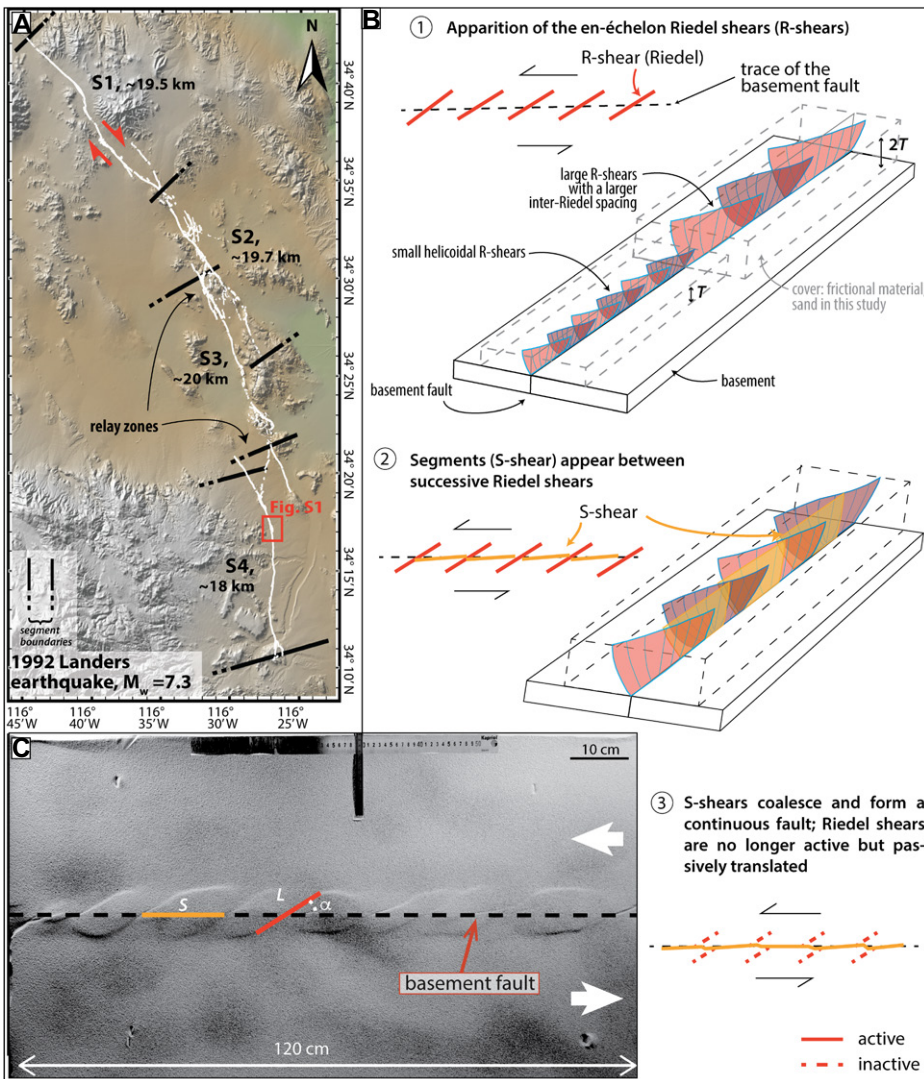 A
N
S1, ~19.5 km
S2,
~19.7 km
S3,
~20 km
relay zones
Fig. S1
S4,
~18 km
segment
boundaries
1992 Landers
earthquake, Mw =7.3
34° 40'N
34° 35'N
34° 30'N
34° 25'N
34° 20'N
34° 15'N
34° 10'N
116° 45'W
116° 40'W
116° 35'W
116° 30'W
116° 25'W
B
1 Apparition of the en-échelon Riedel shears (R-shears)
R-shear (Riedel)
trace of the
basement fault
2T
large R-shears
with a larger
inter-Riedel spacing
small helicoidal R-shears
T
cover: frictional material,
sand in this study
basement fault
basement
2 Segments (S-shear) appear between
successive Riedel shears
S-shear
C
10 cm
S
L
α
basement fault
120 cm
3 S-shears coalesce and form a
continuous fault; Riedel shears
are no longer active but pas-
sively translated
active
inactive